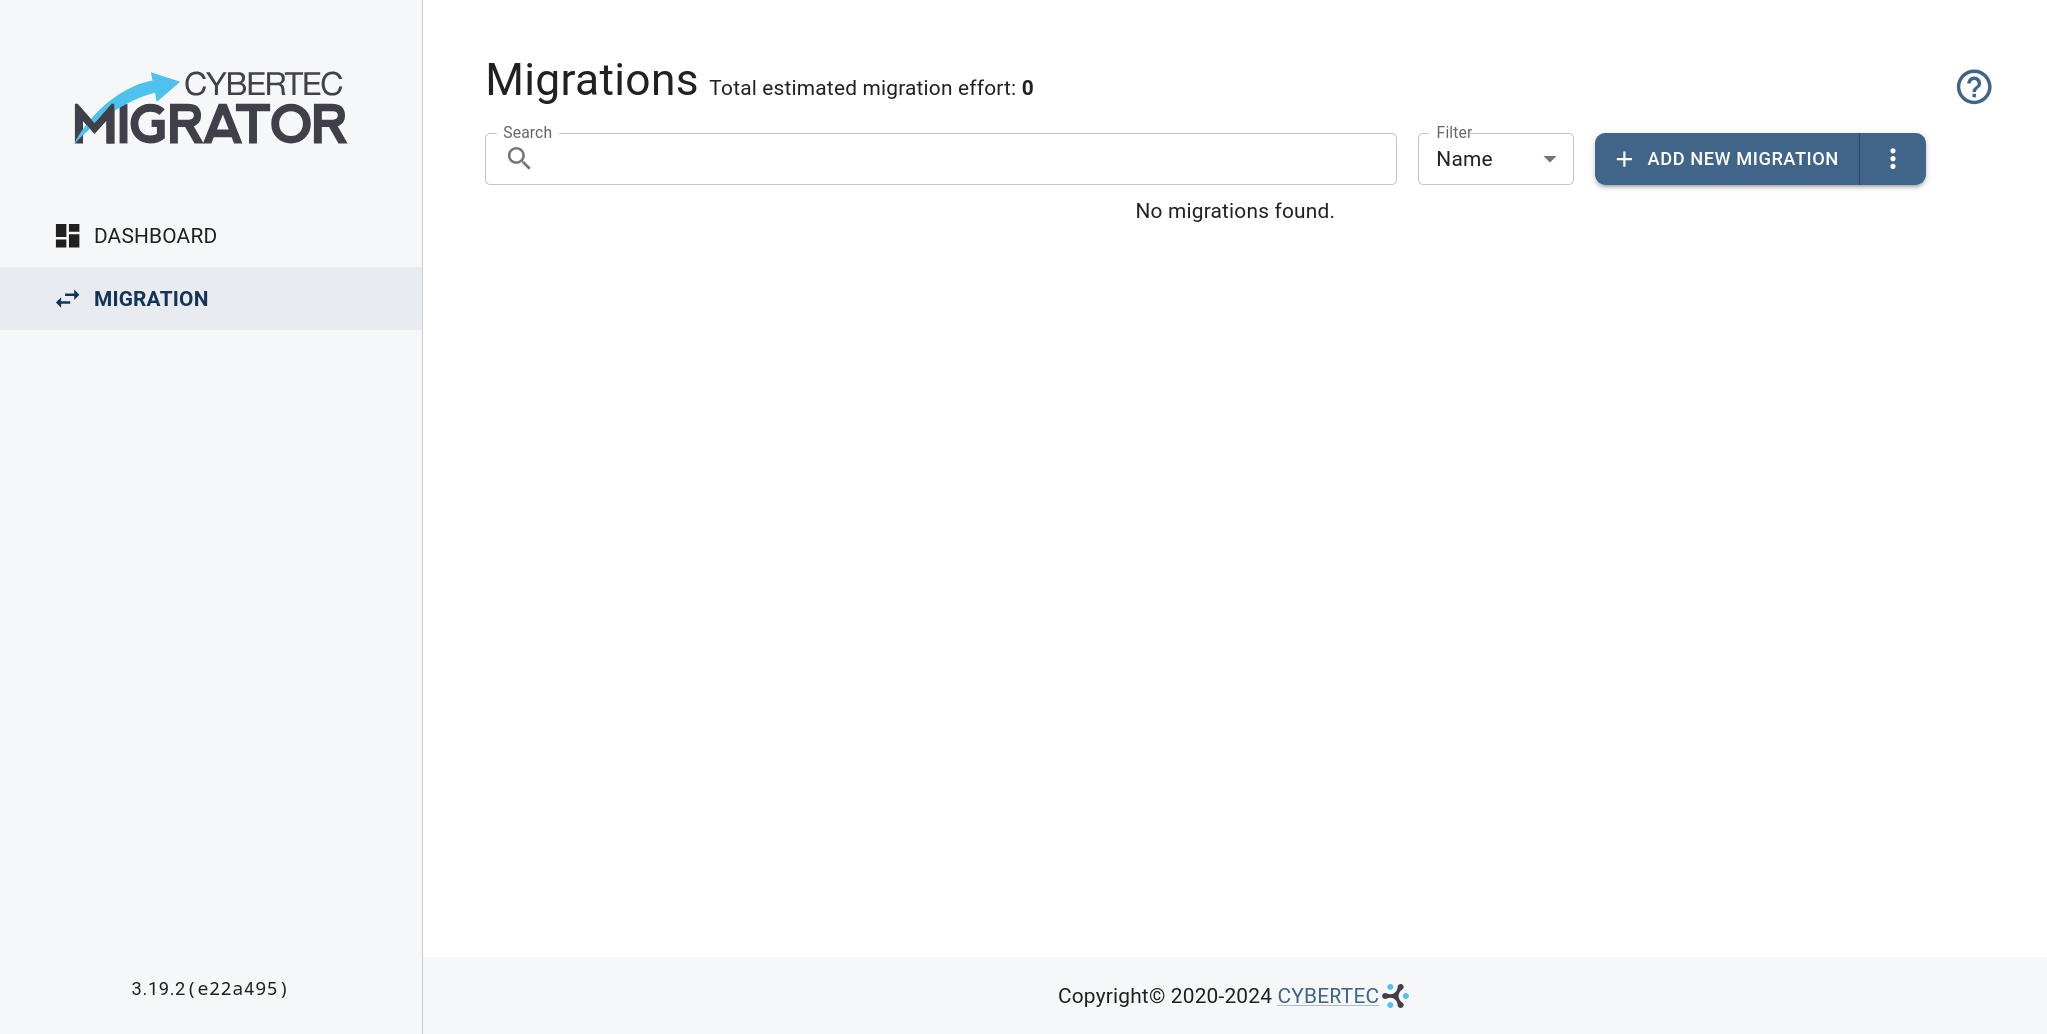 CYBERTEC
MIGRATOR
DASHBOARD
MIGRATION
3.19.2(e22a495)
Migrations Total estimated migration effort: 0
Search
Filter
Name
ADD NEW MIGRATION
No migrations found.
Copyright© 2020-2024 CYBERTEC